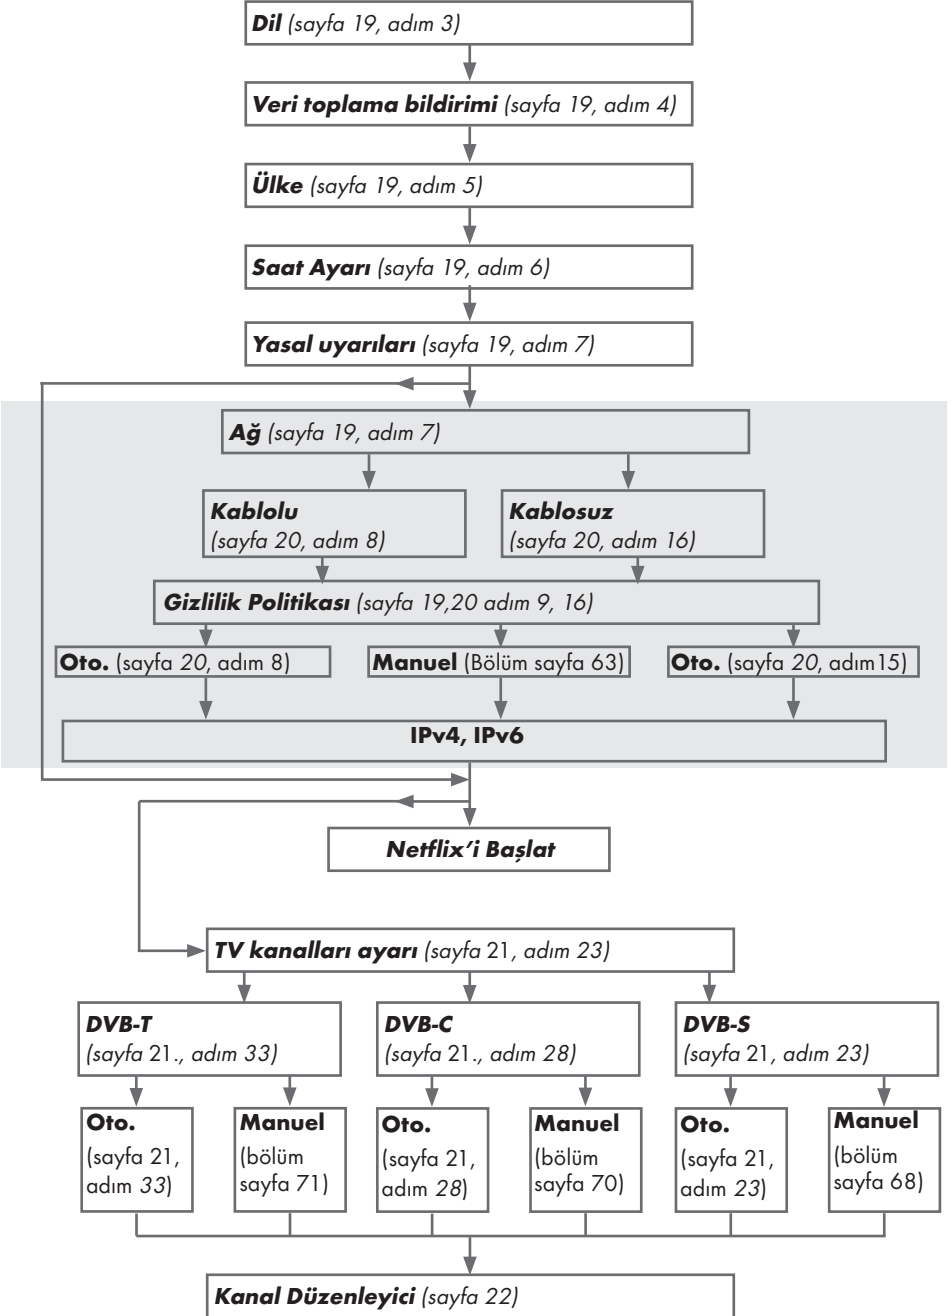 Dil (sayfa 19, adım 3)
Veri toplama bildirimi (sayfa 19, adım 4)
Ülke (sayfa 19, adım 5)
Saat Ayarı (sayfa 19, adım 6)
Yasal uyarıları (sayfa 19, adım 7)
Ağ (sayfa 19, adım 7)
Kablolu
(sayfa 20, adım 8)
Kablosuz
(sayfa 20, adım 16)
Gizlilik Politikası (sayfa 19,20 adım 9, 16)
Oto. (sayfa 20, adım 8)
Manuel (Bölüm sayfa 63)
Oto. (sayfa 20, adım15)
IPv4, IPv6
Netflix’i Başlat
TV kanalları ayarı (sayfa 21, adım 23)
DVB-T
(sayfa 21., adım 33)
DVB-C
(sayfa 21., adım 28)
DVB-S
(sayfa 21, adım 23)
Oto.
(sayfa 21,
adım 33)
Manuel
(bölüm
sayfa 71)
Oto.
(sayfa 21,
adım 28)
Manuel
(bölüm
sayfa 70)
Oto.
(sayfa 21,
adım 23)
Manuel
(bölüm
sayfa 68)
Kanal Düzenleyici (sayfa 22)